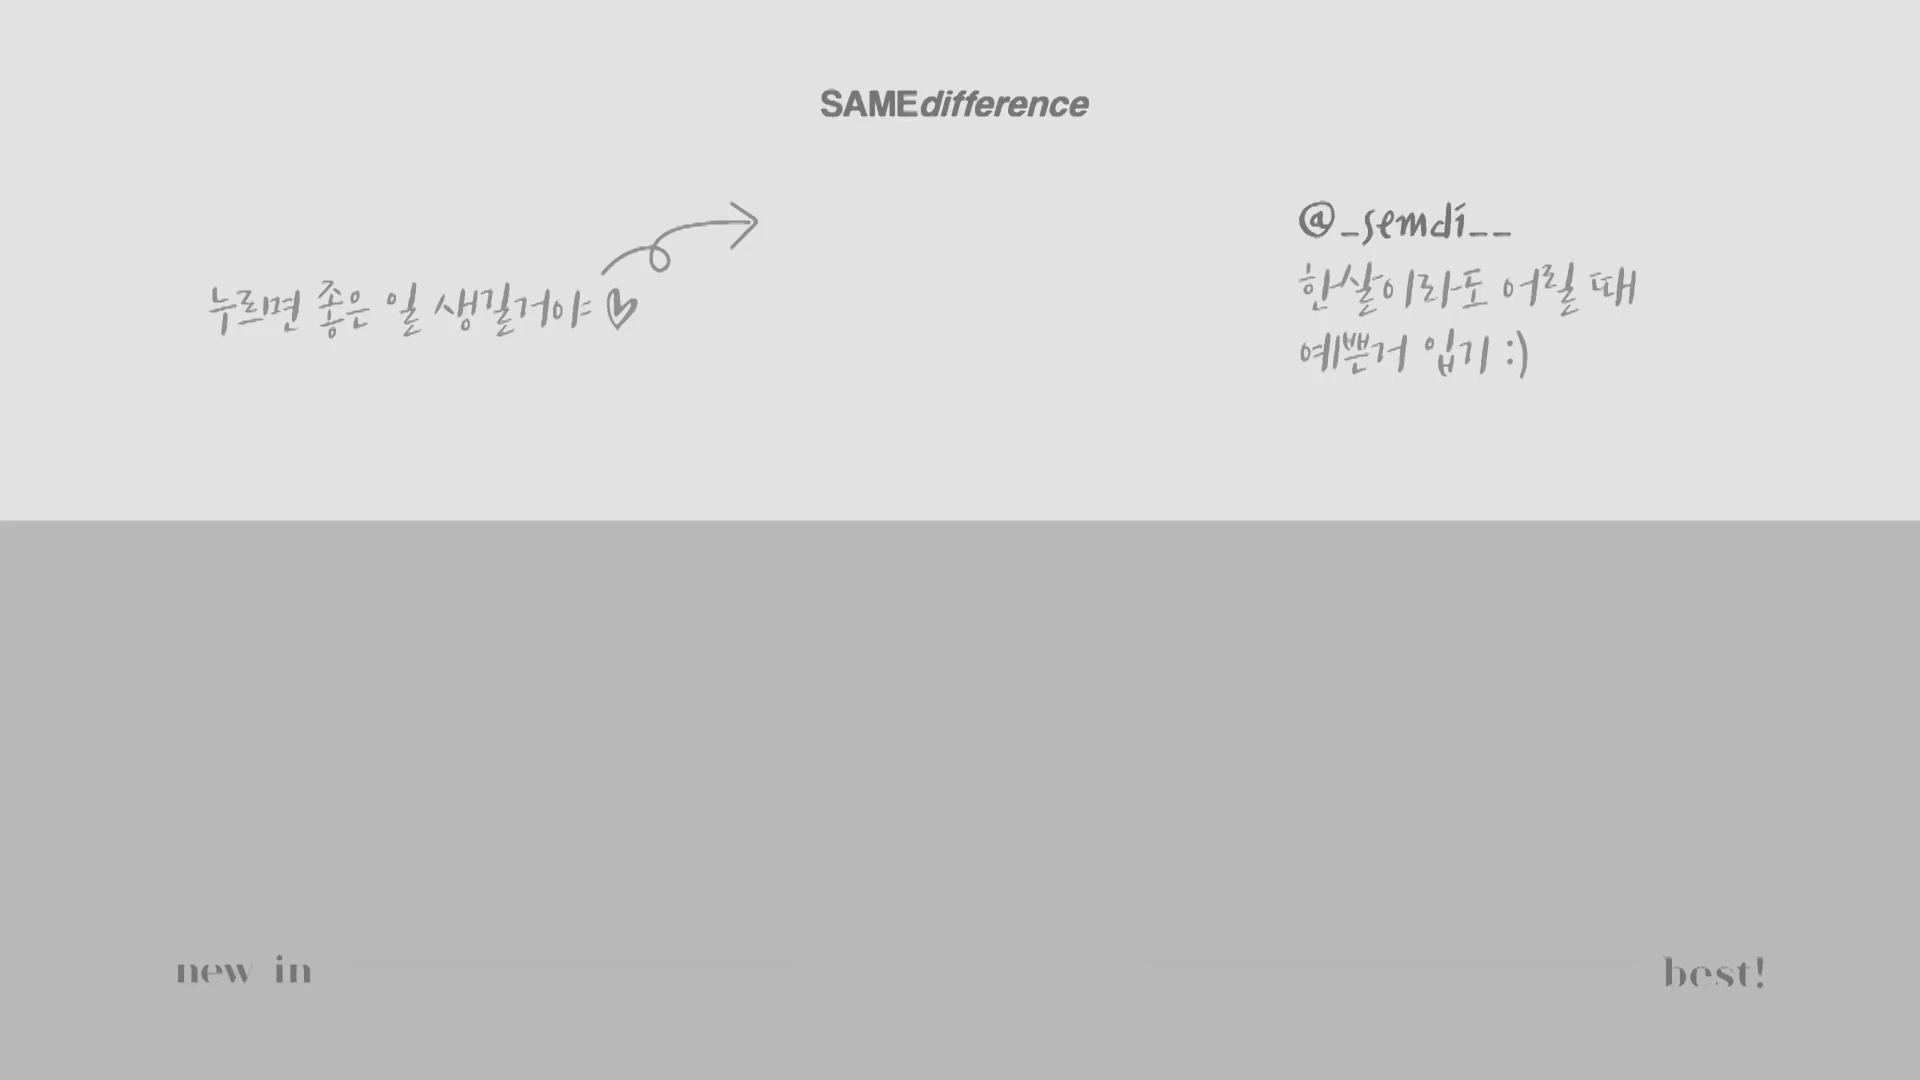 SAMEdifference
누르면 좋은 일 생길거야
@_semdi__
한살이라도 어릴 때
예쁜거 입기 :)
new in
best!